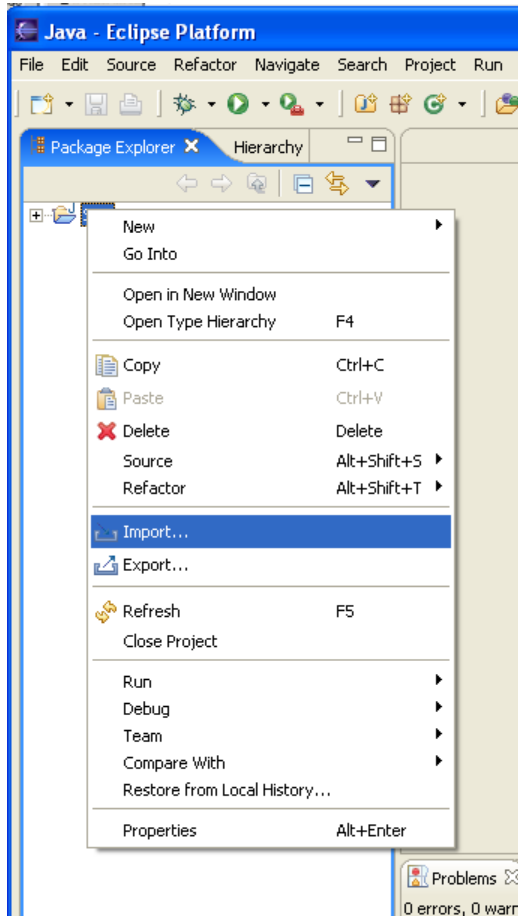 Java - Eclipse Platform
File Edit Source Refactor Navigate Search Project Run
Package Explorer Hierarchy
New
Go Into
Open in New Window
Open Type Hierarchy F4
Copy Ctrl+C
Paste Ctrl+V
Delete Delete
Source Alt+Shift+S
Refactor Alt+Shift+T
Import...
Export...
Refresh F5
Close Project
Run
Debug
Team
Compare With
Restore from Local History...
Properties Alt+Enter
Problems
0 errors, 0 warn